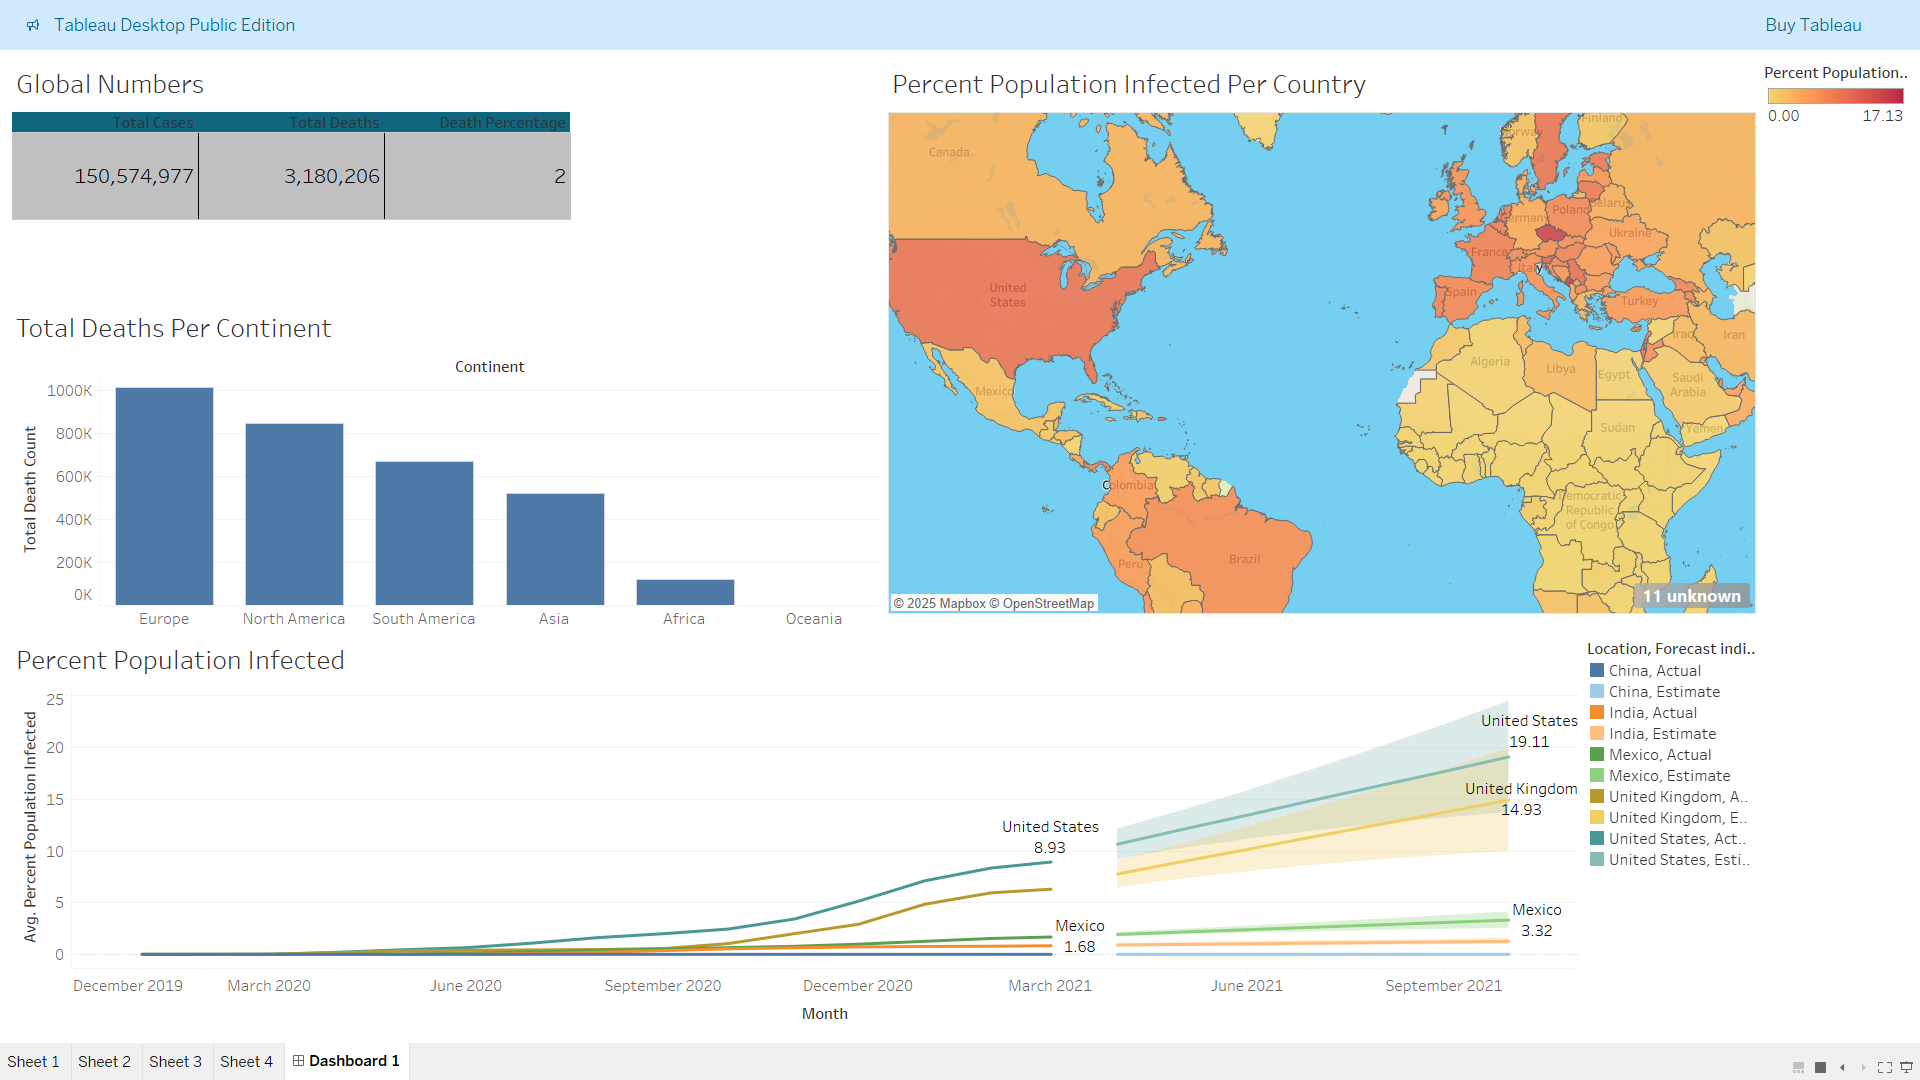 Tableau Desktop Public Edition
Buy Tableau
Global Numbers
Total Cases Total Deaths Death Percentage
150,574,977 3,180,206 2
Total Deaths Per Continent
Continent
Total Death Count
1000K
800K
600K
400K
200K
0K
Europe North America South America Asia Africa Oceania
Percent Population Infected Per Country
Percent Population..
0.00 17.13
Canada
United
States
Mexico
Colombia
Peru
Brazil
Norway
Finland
Belarus
Poland
Germany
Ukraine
France
Italy
Spain
Turkey
Iraq
Iran
Algeria
Libya
Egypt
Saudi
Arabia
Sudan
Yemen
Democratic
Republic
of Congo
11 unknown
© 2025 Mapbox © OpenStreetMap
Percent Population Infected
Avg. Percent Population Infected
25
20
15
10
5
0
United States
8.93
Mexico
1.68
United States
19.11
United Kingdom
14.93
Mexico
3.32
December 2019 March 2020 June 2020 September 2020 December 2020 March 2021 June 2021 September 2021
Month
Location, Forecast indi..
China, Actual
China, Estimate
India, Actual
India, Estimate
Mexico, Actual
Mexico, Estimate
United Kingdom, A..
United Kingdom, E..
United States, Act..
United States, Esti..
Sheet 1 Sheet 2 Sheet 3 Sheet 4 Dashboard 1